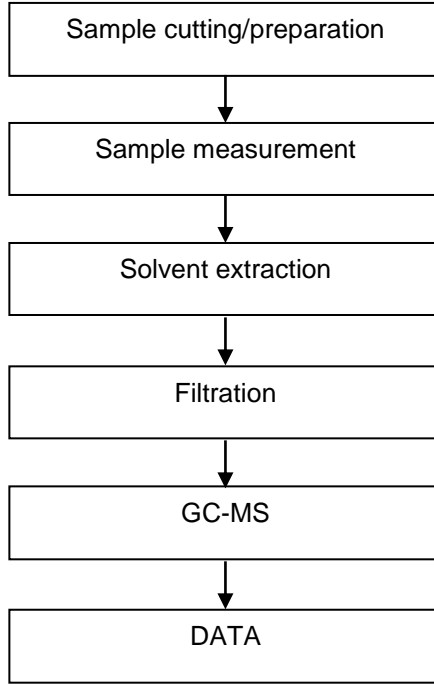 Sample cutting/preparation
Sample measurement
Solvent extraction
Filtration
GC-MS
DATA